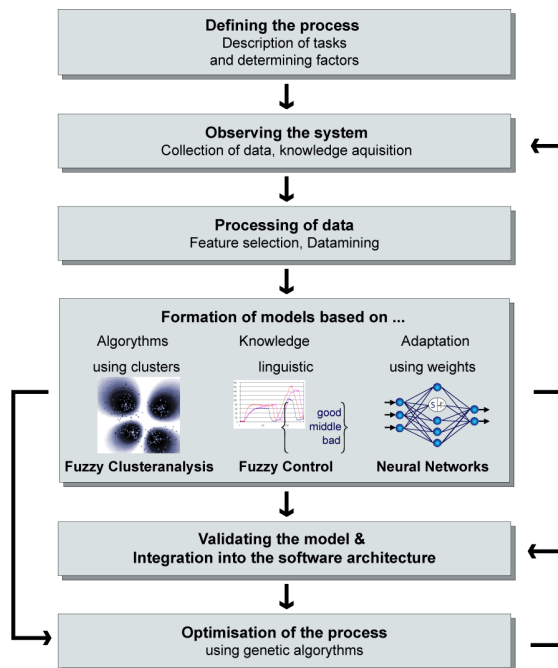 Defining the process
Description of tasks
and determining factors
Observing the system
Collection of data, knowledge aquisition
Processing of data
Feature selection, Datamining
Formation of models based on ...
Algorithms
using clusters
Fuzzy Clusteranalysis
Knowledge
linguistic
good
middle
bad
Fuzzy Control
Adaptation
using weights
Neural Networks
Validating the model &
Integration into the software architecture
Optimisation of the process
using genetic algorithms